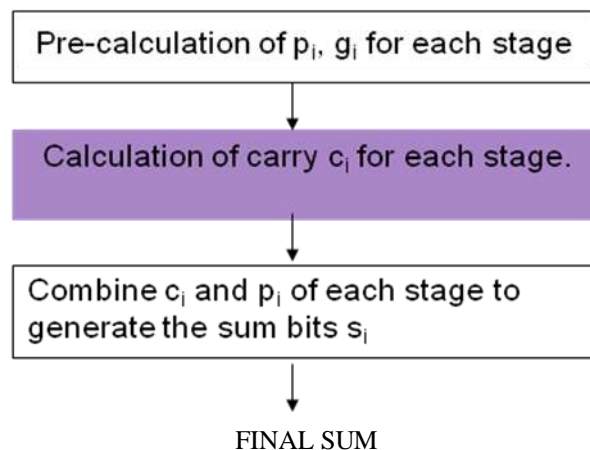 Pre-calculation of pᵢ, gᵢ for each stage
Calculation of carry cᵢ for each stage.
Combine cᵢ and pᵢ of each stage to
generate the sum bits sᵢ
FINAL SUM